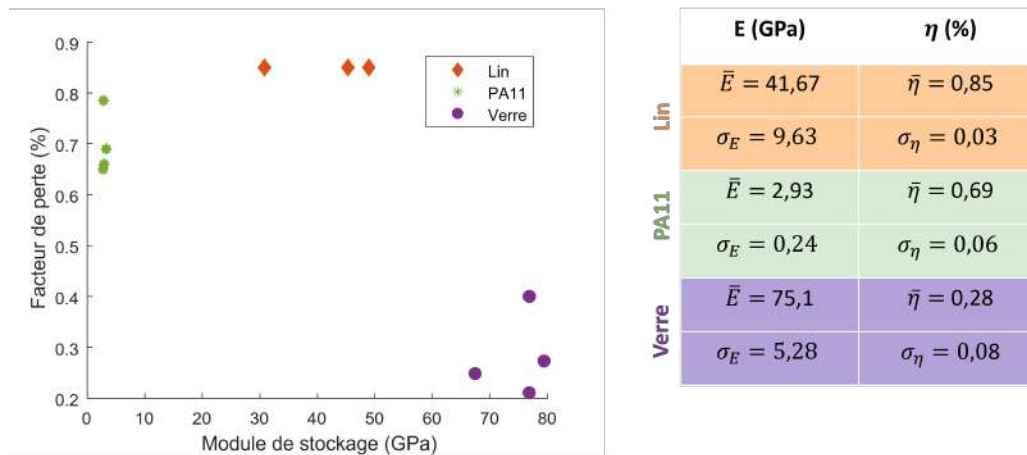 0.9
0.8
0.7
0.6
0.5
0.4
0.3
0.2
Facteur de perte (%)
0 10 20 30 40 50 60 70 80
Module de stockage (GPa)
Lin
PA11
Verre
E (GPa) η (%)
Lin
Ē = 41,67 η̄ = 0,85
σ_E = 9,63 σ_η = 0,03
PA11
Ē = 2,93 η̄ = 0,69
σ_E = 0,24 σ_η = 0,06
Verre
Ē = 75,1 η̄ = 0,28
σ_E = 5,28 σ_η = 0,08